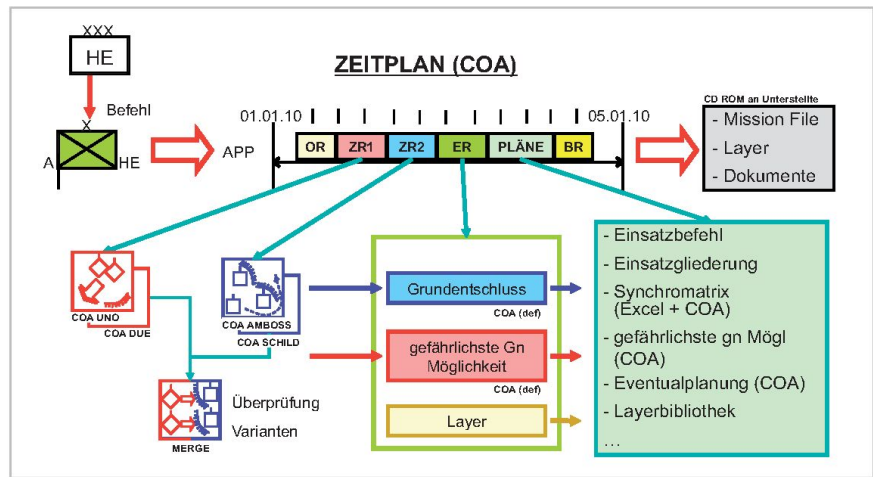 XXX
HE
Befehl
X
A
HE
ZEITPLAN (COA)
01.01.10
05.01.10
APP
OR
ZR1
ZR2
ER
PLÄNE
BR
CD ROM an Unterstellte
- Mission File
- Layer
- Dokumente
COA UNO
COA DUE
COA AMBOSS
COA SCHILD
MERGE
Überprüfung
Varianten
Grundentschluss
COA (def)
gefährlichste Gn
Möglichkeit
COA (def)
Layer
- Einsatzbefehl
- Einsatzgliederung
- Synchromatrix
(Excel + COA)
- gefährlichste gn Mögl
(COA)
- Eventualplanung (COA)
- Layerbibliothek
...